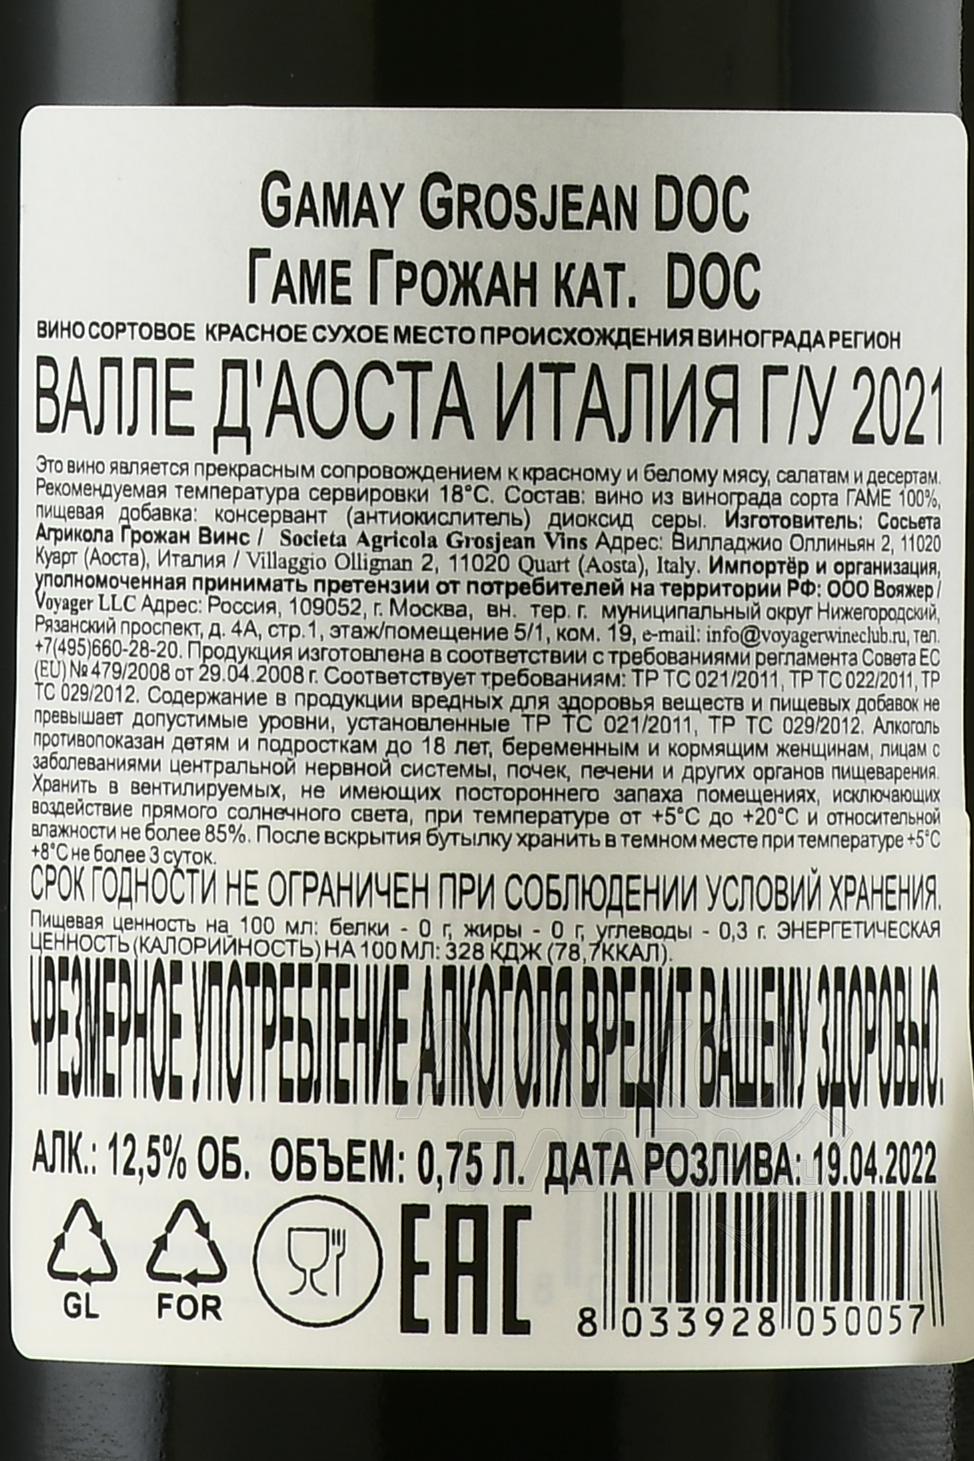 GAMAY GROSJEAN DOC
ГАМЕ ГРОЖАН КАТ. DOC
ВИНО СОРТОВОЕ КРАСНОЕ СУХОЕ МЕСТО ПРОИСХОЖДЕНИЯ ВИНОГРАДА РЕГИОН
ВАЛЛЕ Д'АОСТА ИТАЛИЯ Г/У 2021
Это вино является прекрасным сопровождением к красному и белому мясу, салатам и десертам.
Рекомендуемая температура сервировки 18°С. Состав: вино из винограда сорта ГАМЕ 100%,
пищевая добавка: консервант (антиокислитель) диоксид серы. Изготовитель: Сосьета
Агрикола Грожан Винс / Societa Agricola Grosjean Vins Адрес: Вилладжио Оллиньян 2, 11020
Куарт (Аоста), Италия / Villaggio Ollignan 2, 11020 Quart (Aosta), Italy. Импортёр и организация,
уполномоченная принимать претензии от потребителей на территории РФ: ООО Вояжер /
Voyager LLC Адрес: Россия, 109052, г. Москва, вн. тер. г. муниципальный округ Нижегородский,
Рязанский проспект, д. 4А, стр.1, этаж/помещение 5/1, ком. 19, e-mail: info@voyagerwineclub.ru, тел.
+7(495)660-28-20. Продукция изготовлена в соответствии с требованиями регламента Совета ЕС
(EU) № 479/2008 от 29.04.2008 г. Соответствует требованиям: ТР ТС 021/2011, ТР ТС 022/2011, ТР
ТС 029/2012. Содержание в продукции вредных для здоровья веществ и пищевых добавок не
превышает допустимые уровни, установленные ТР ТС 021/2011, ТР ТС 029/2012. Алкоголь
противопоказан детям и подросткам до 18 лет, беременным и кормящим женщинам, лицам с
заболеваниями центральной нервной системы, почек, печени и других органов пищеварения.
Хранить в вентилируемых, не имеющих постороннего запаха помещениях, исключающих
воздействие прямого солнечного света, при температуре от +5°С до +20°С и относительной
влажности не более 85%. После вскрытия бутылку хранить в темном месте при температуре +5°С
+8°С не более 3 суток.
СРОК ГОДНОСТИ НЕ ОГРАНИЧЕН ПРИ СОБЛЮДЕНИИ УСЛОВИЙ ХРАНЕНИЯ.
Пищевая ценность на 100 мл: белки - 0 г, жиры - 0 г, углеводы - 0,3 г. ЭНЕРГЕТИЧЕСКАЯ
ЦЕННОСТЬ (КАЛОРИЙНОСТЬ) НА 100 МЛ: 328 КДЖ (78,7ККАЛ).
ЧРЕЗМЕРНОЕ УПОТРЕБЛЕНИЕ АЛКОГОЛЯ ВРЕДИТ ВАШЕМУ ЗДОРОВЬЮ.
АЛК.: 12,5% ОБ. ОБЪЕМ: 0,75 Л. ДАТА РОЗЛИВА: 19.04.2022
GL FOR EAC
8 033928 050057